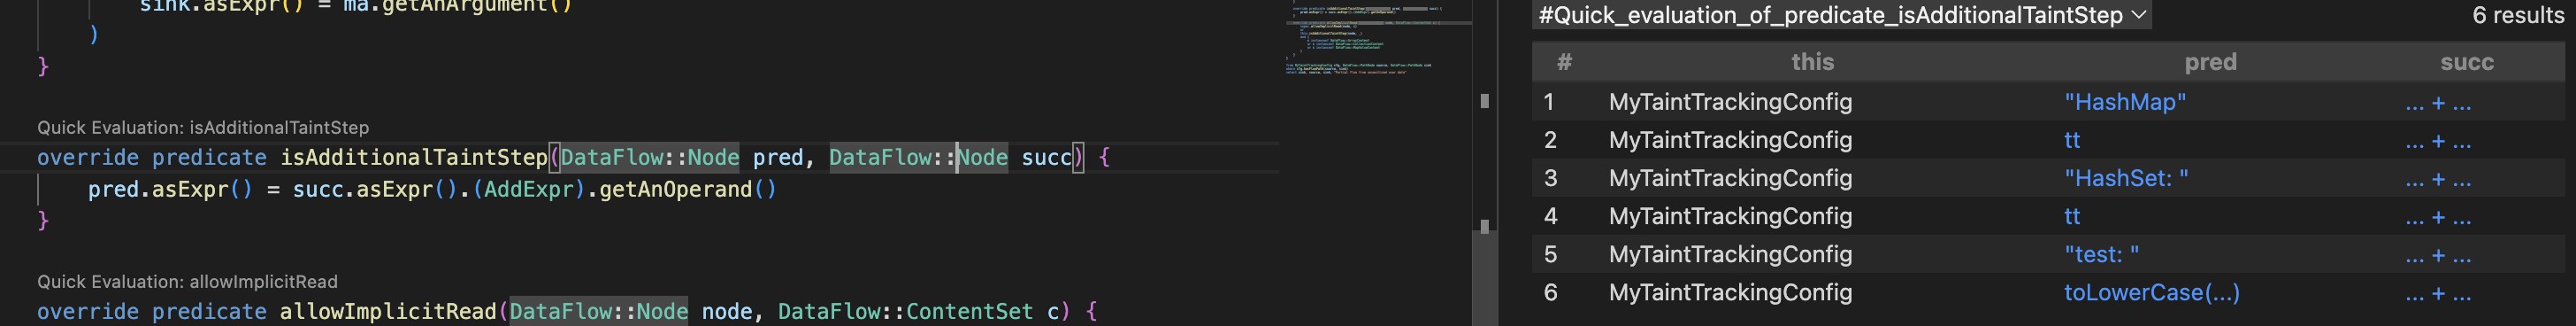 sink.asExpr() = ma.getAnArgument()
)
}
Quick Evaluation: isAdditionalTaintStep
override predicate isAdditionalTaintStep(DataFlow::Node pred, DataFlow::Node succ) {
pred.asExpr() = succ.asExpr().(AddExpr).getAnOperand()
}
Quick Evaluation: allowImplicitRead
override predicate allowImplicitRead(DataFlow::Node node, DataFlow::ContentSet c) {
#Quick_evaluation_of_predicate_isAdditionalTaintStep 6 results
# this pred succ
1 MyTaintTrackingConfig "HashMap" ... + ...
2 MyTaintTrackingConfig tt ... + ...
3 MyTaintTrackingConfig "HashSet: " ... + ...
4 MyTaintTrackingConfig tt ... + ...
5 MyTaintTrackingConfig "test: " ... + ...
6 MyTaintTrackingConfig toLowerCase(...) ... + ...